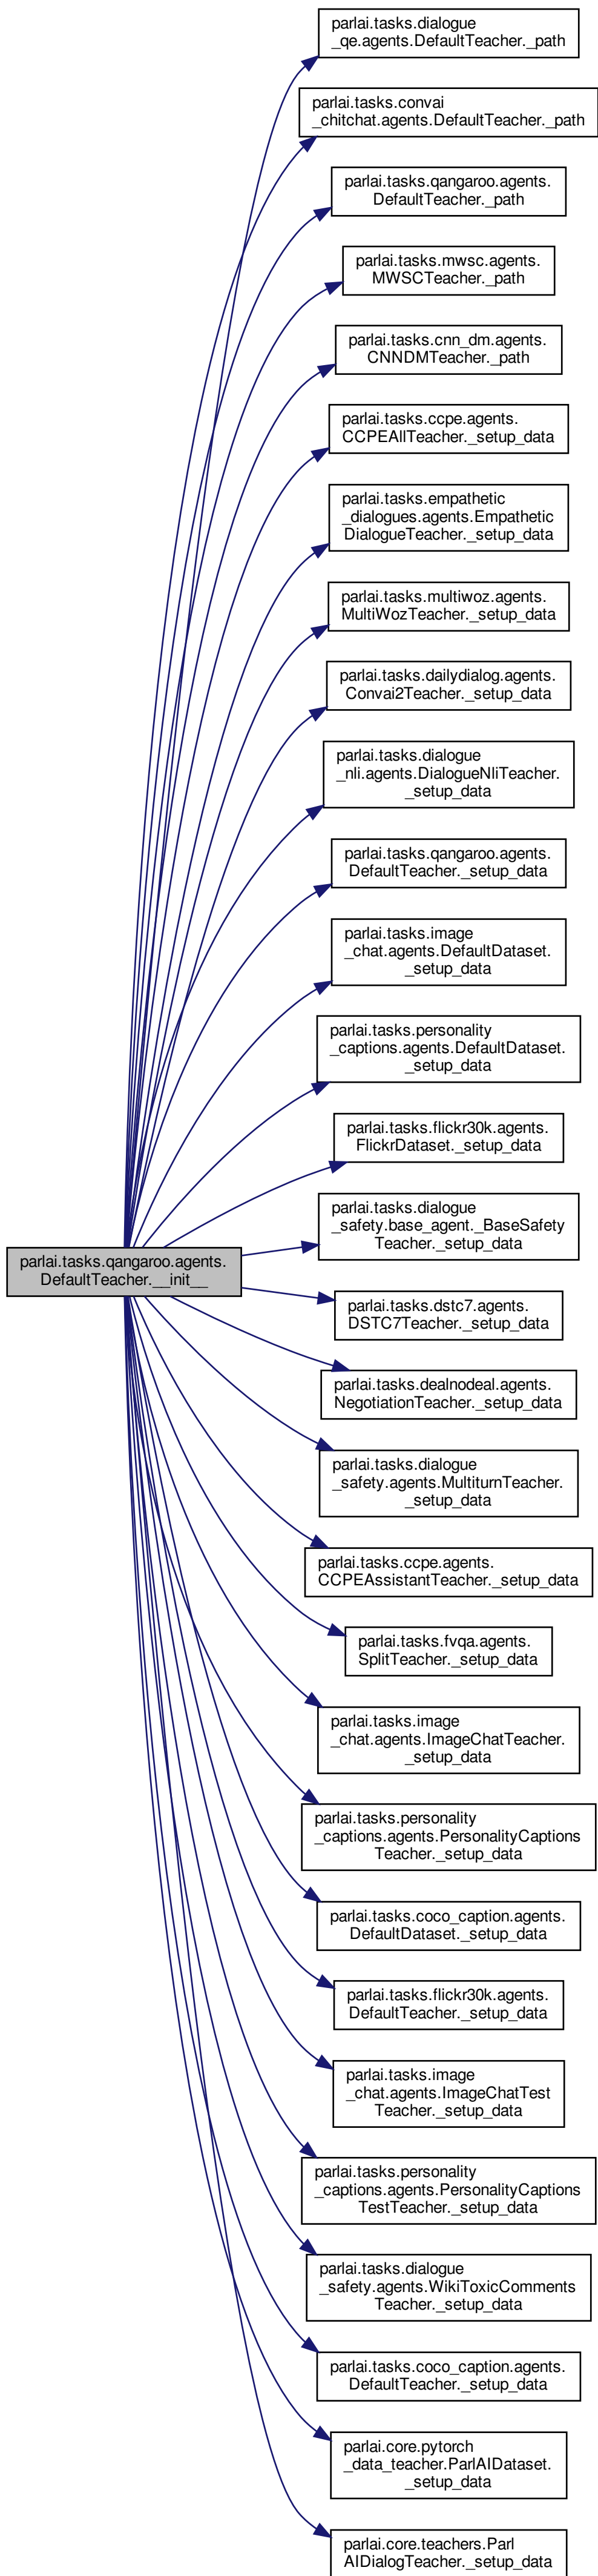 parlai.tasks.dialogue
_qe.agents.DefaultTeacher._path
parlai.tasks.convai
_chitchat.agents.DefaultTeacher._path
parlai.tasks.qangaroo.agents.
DefaultTeacher._path
parlai.tasks.mwsc.agents.
MWSCTeacher._path
parlai.tasks.cnn_dm.agents.
CNNDMTeacher._path
parlai.tasks.ccpe.agents.
CCPEAllTeacher._setup_data
parlai.tasks.empathetic
_dialogues.agents.Empathetic
DialogueTeacher._setup_data
parlai.tasks.multiwoz.agents.
MultiWozTeacher._setup_data
parlai.tasks.dailydialog.agents.
Convai2Teacher._setup_data
parlai.tasks.dialogue
_nli.agents.DialogueNliTeacher.
_setup_data
parlai.tasks.qangaroo.agents.
DefaultTeacher._setup_data
parlai.tasks.image
_chat.agents.DefaultDataset.
_setup_data
parlai.tasks.personality
_captions.agents.DefaultDataset.
_setup_data
parlai.tasks.flickr30k.agents.
FlickrDataset._setup_data
parlai.tasks.dialogue
_safety.base_agent._BaseSafety
Teacher._setup_data
parlai.tasks.qangaroo.agents.
DefaultTeacher.__init__
parlai.tasks.dstc7.agents.
DSTC7Teacher._setup_data
parlai.tasks.dealnodeal.agents.
NegotiationTeacher._setup_data
parlai.tasks.dialogue
_safety.agents.MultiturnTeacher.
_setup_data
parlai.tasks.ccpe.agents.
CCPEAssistantTeacher._setup_data
parlai.tasks.fvqa.agents.
SplitTeacher._setup_data
parlai.tasks.image
_chat.agents.ImageChatTeacher.
_setup_data
parlai.tasks.personality
_captions.agents.PersonalityCaptions
Teacher._setup_data
parlai.tasks.coco_caption.agents.
DefaultDataset._setup_data
parlai.tasks.flickr30k.agents.
DefaultTeacher._setup_data
parlai.tasks.image
_chat.agents.ImageChatTest
Teacher._setup_data
parlai.tasks.personality
_captions.agents.PersonalityCaptions
TestTeacher._setup_data
parlai.tasks.dialogue
_safety.agents.WikiToxicComments
Teacher._setup_data
parlai.tasks.coco_caption.agents.
DefaultTeacher._setup_data
parlai.core.pytorch
_data_teacher.ParlAIDataset.
_setup_data
parlai.core.teachers.Parl
AIDialogTeacher._setup_data